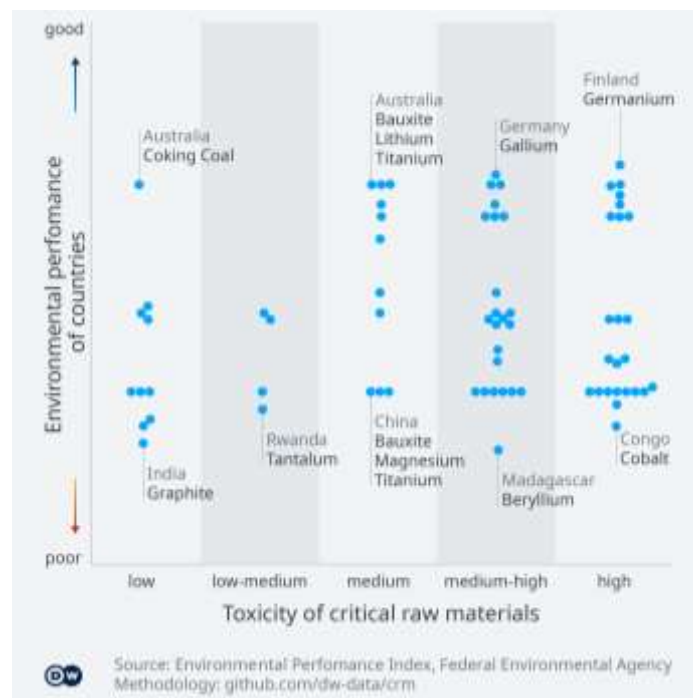 good
Finland
Germanium
Australia
Bauxite
Lithium
Titanium
Germany
Gallium
Australia
Coking Coal
Environmental perfomance
of countries
China
Bauxite
Magnesium
Titanium
Rwanda
Tantalum
Congo
Cobalt
India
Graphite
Madagascar
Beryllium
poor
low low-medium medium medium-high high
Toxicity of critical raw materials
DW
Source: Environmental Perfomance Index, Federal Environmental Agency
Methodology: github.com/dw-data/crm